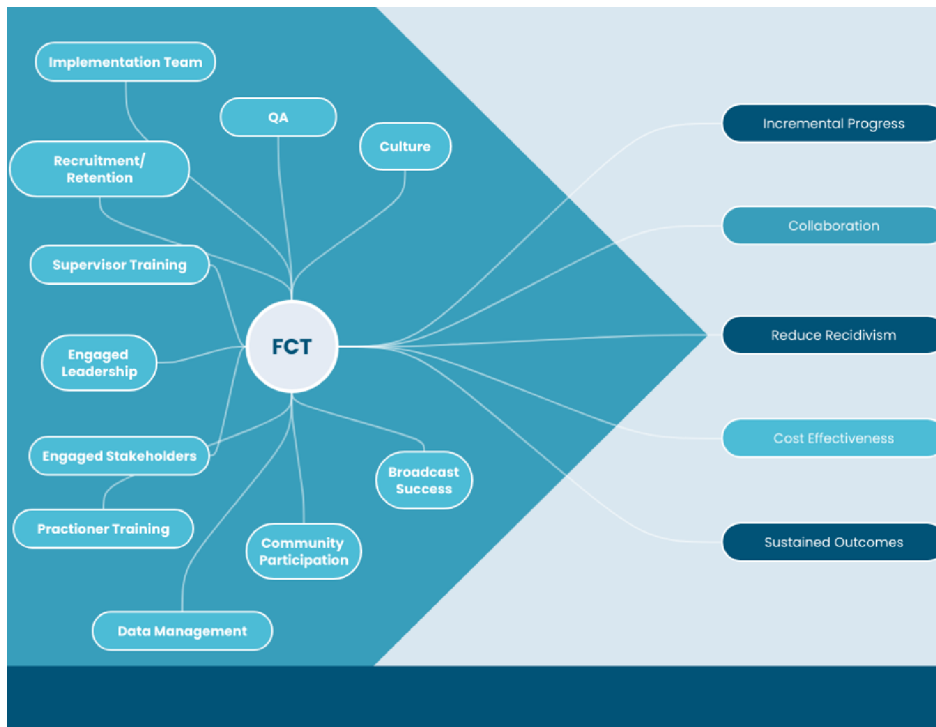 Implementation Team
QA
Culture
Recruitment/
Retention
Supervisor Training
Engaged
Leadership
FCT
Engaged Stakeholders
Broadcast
Success
Practioner Training
Community
Participation
Data Management
Incremental Progress
Collaboration
Reduce Recidivism
Cost Effectiveness
Sustained Outcomes